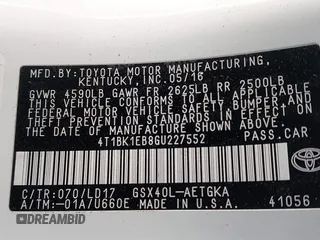 MFD.BY: TOYOTA MOTOR MANUFACTURING
KENTUCKY, INC. 05/16
GVWR 4590LB GAWR FR 2625LB RR 2500LB
THIS VEHICLE CONFORMS TO ALL APPLICABLE
FEDERAL MOTOR VEHICLE SAFETY, BUMPER,
AND THEFT PREVENTION STANDARDS IN
EFFECT ON THE DATE OF MANUFACTURE
SHOWN ABOVE.
4T1BK1EB8GU227552 PASS.CAR
TOYOTA
C/TR: 070/LD17 GSX40L-AETGKA
A/TM: -01A/U660E MADE IN U.S.A. 41056
DREAMBID